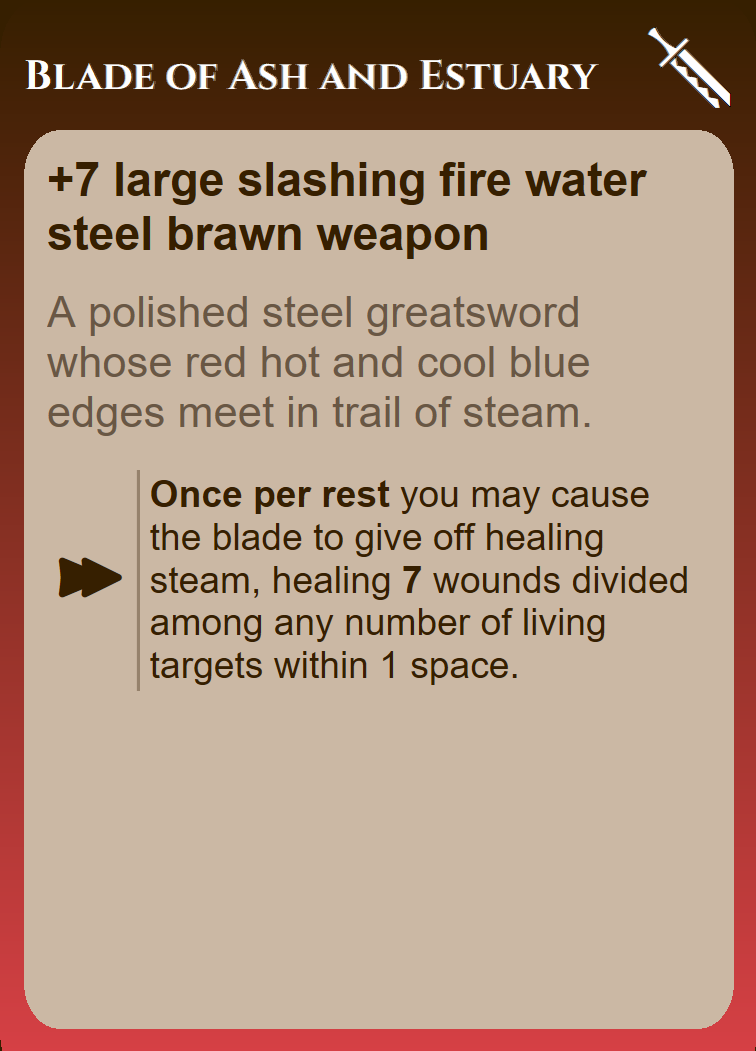 Blade of Ash and Estuary
+7 large slashing fire water
steel brawn weapon
A polished steel greatsword
whose red hot and cool blue
edges meet in trail of steam.
Once per rest you may cause
the blade to give off healing
steam, healing 7 wounds divided
among any number of living
targets within 1 space.